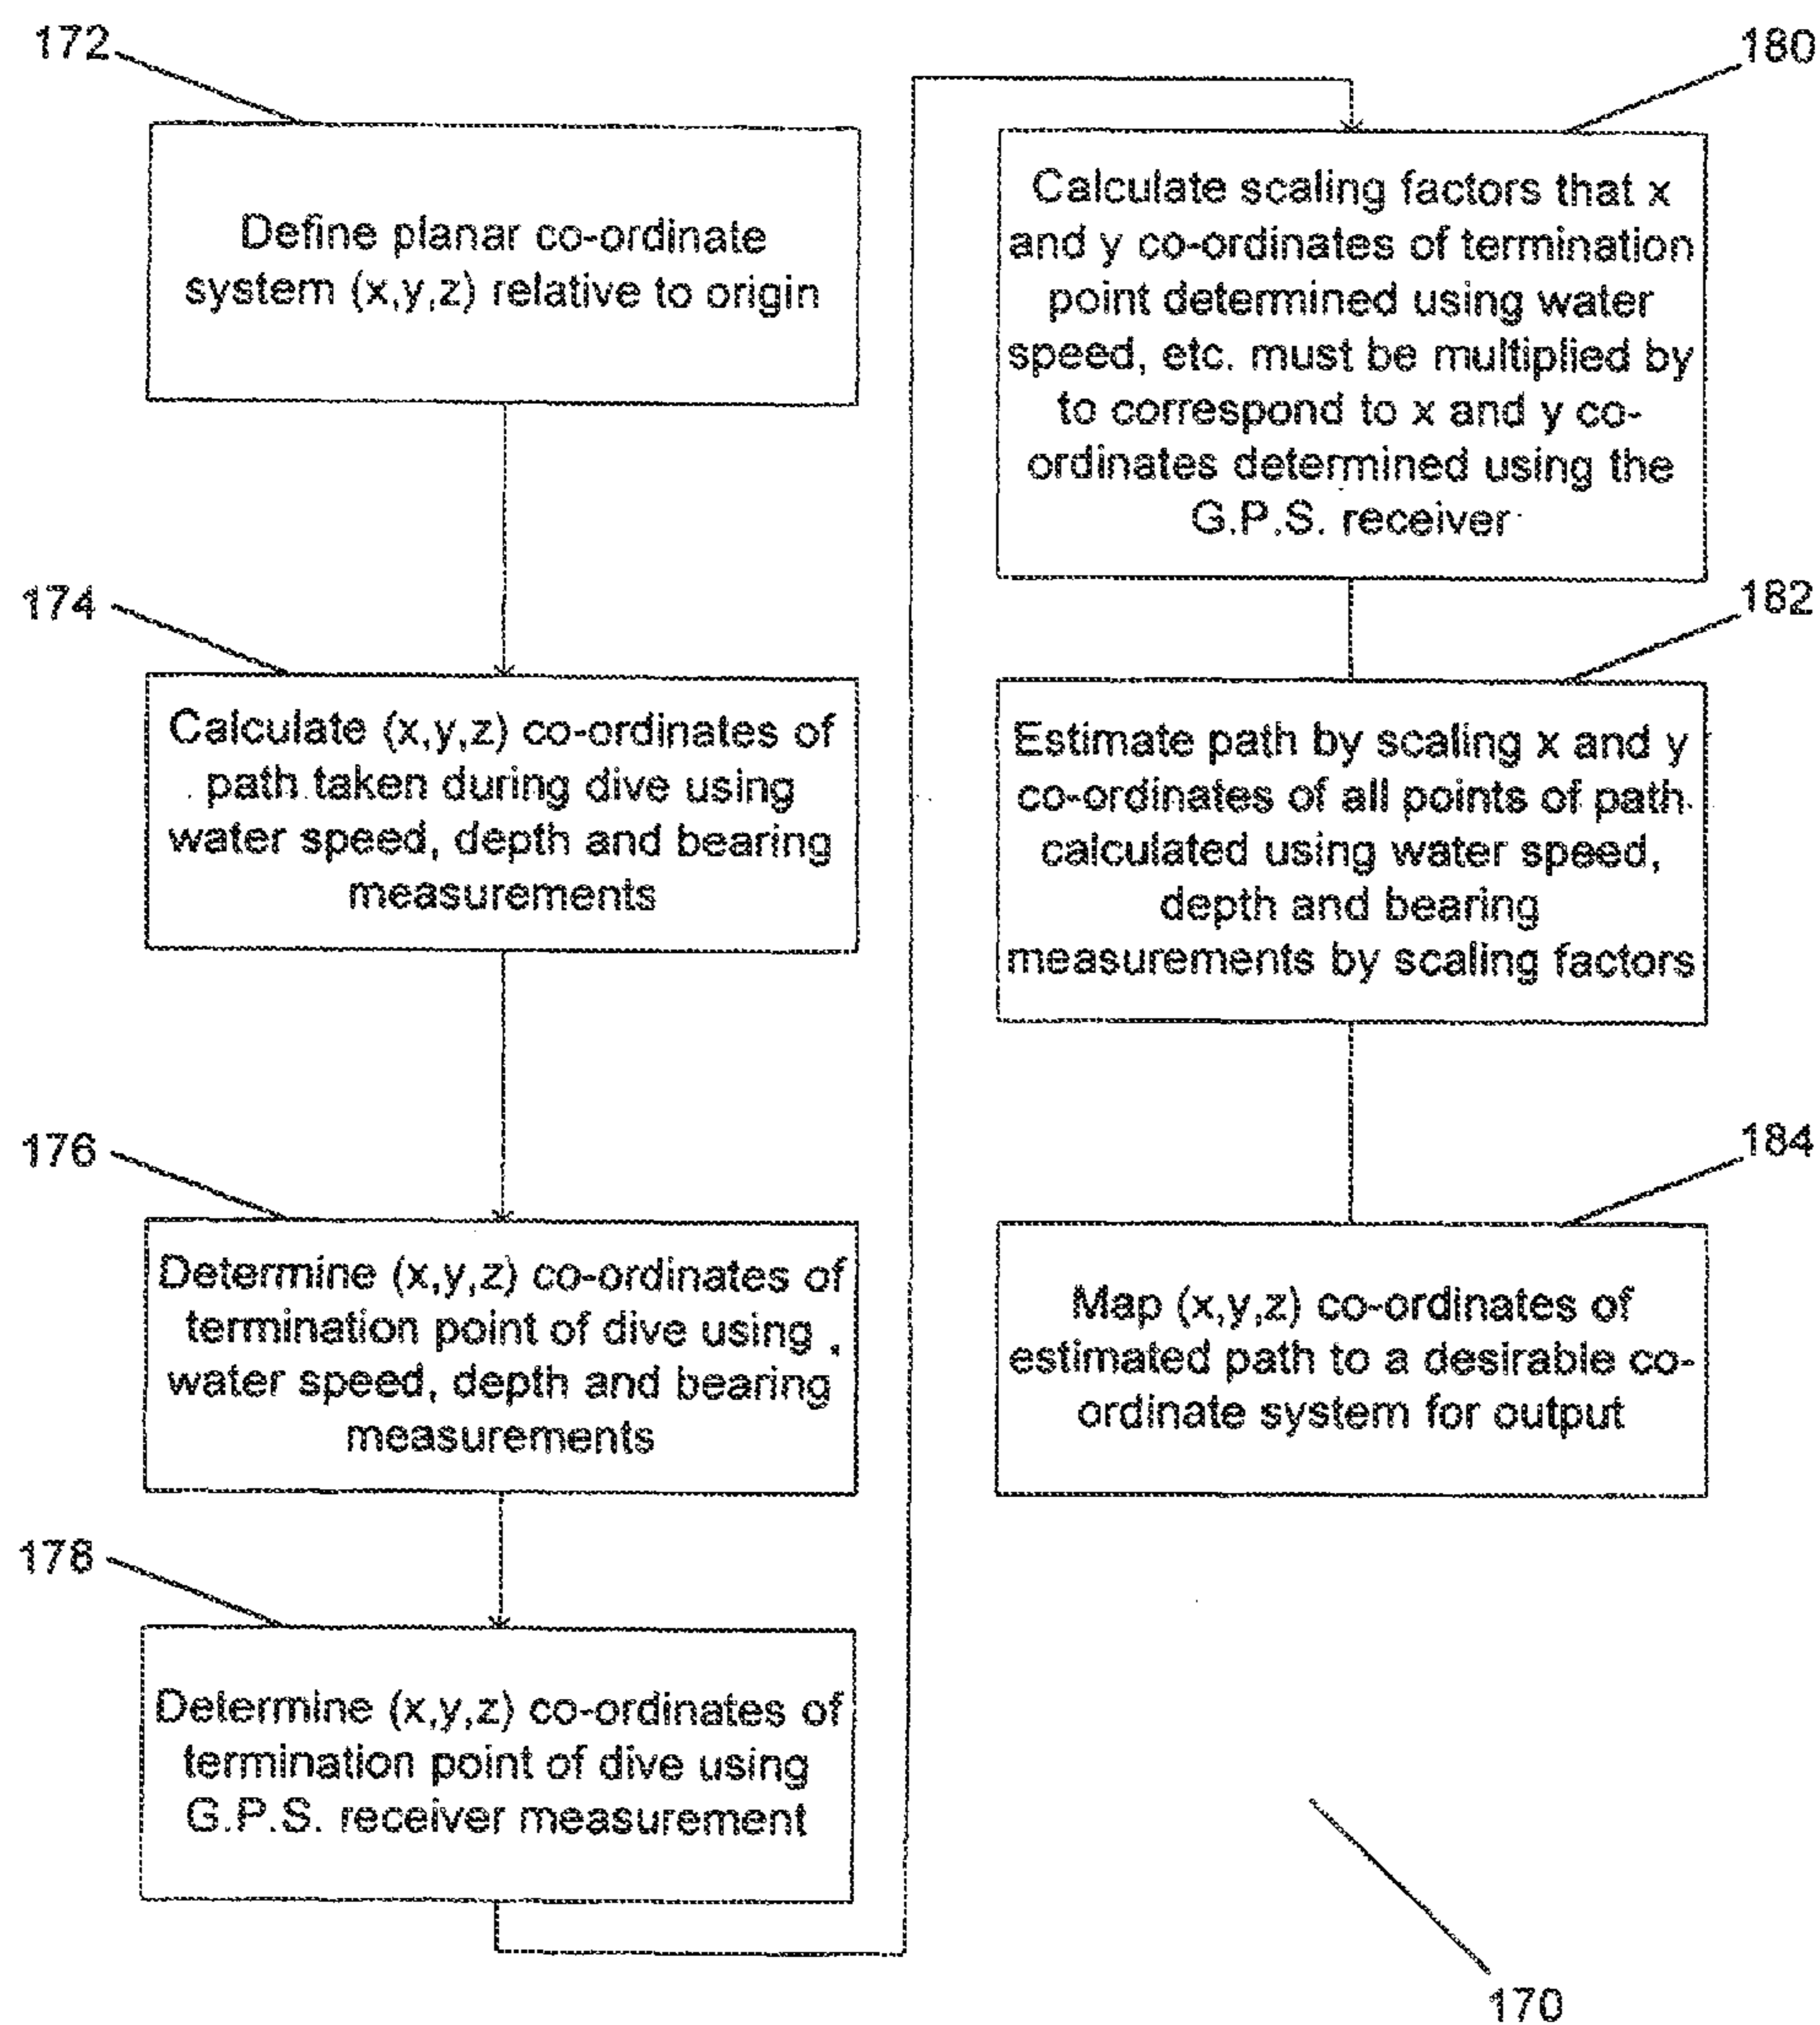 172
Define planar co-ordinate
system (x,y,z) relative to origin
174
Calculate (x,y,z) co-ordinates of
path taken during dive using
water speed, depth and bearing
measurements
176
Determine (x,y,z) co-ordinates of
termination point of dive using
water speed, depth and bearing
measurements
178
Determine (x,y,z) co-ordinates of
termination point of dive using
G.P.S. receiver measurement
180
Calculate scaling factors that x
and y co-ordinates of termination
point determined using water
speed, etc. must be multiplied by
to correspond to x and y co-
ordinates determined using the
G.P.S. receiver
182
Estimate path by scaling x and y
co-ordinates of all points of path
calculated using water speed,
depth and bearing
measurements by scaling factors
184
Map (x,y,z) co-ordinates of
estimated path to a desirable co-
ordinate system for output
170